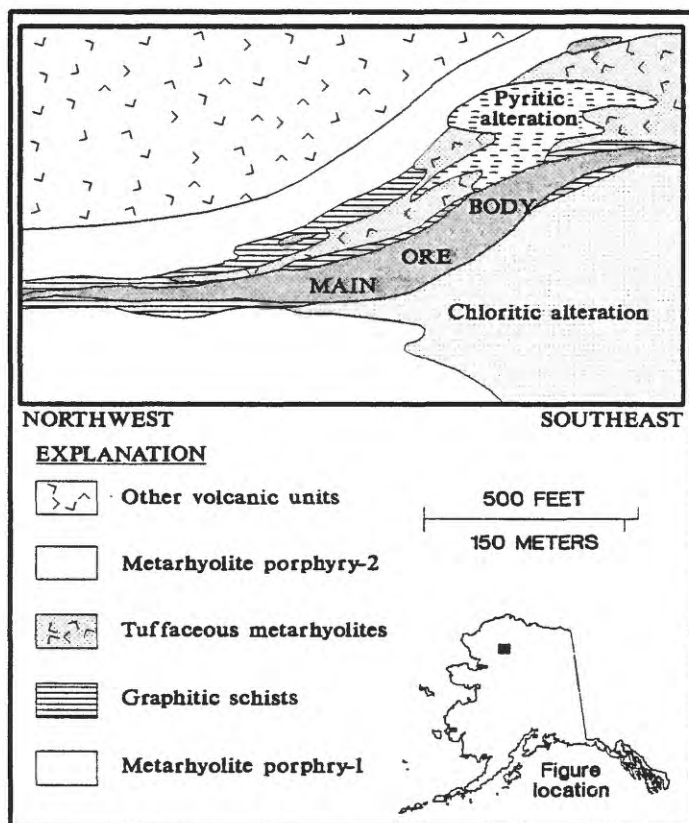 Pyritic
alteration
BODY
ORE
MAIN
Chloritic alteration
NORTHWEST
SOUTHEAST
EXPLANATION
Other volcanic units
Metarhyolite porphyry-2
Tuffaceous metarhyolites
Graphitic schists
Metarhyolite porphry-1
500 FEET
150 METERS
Figure
location